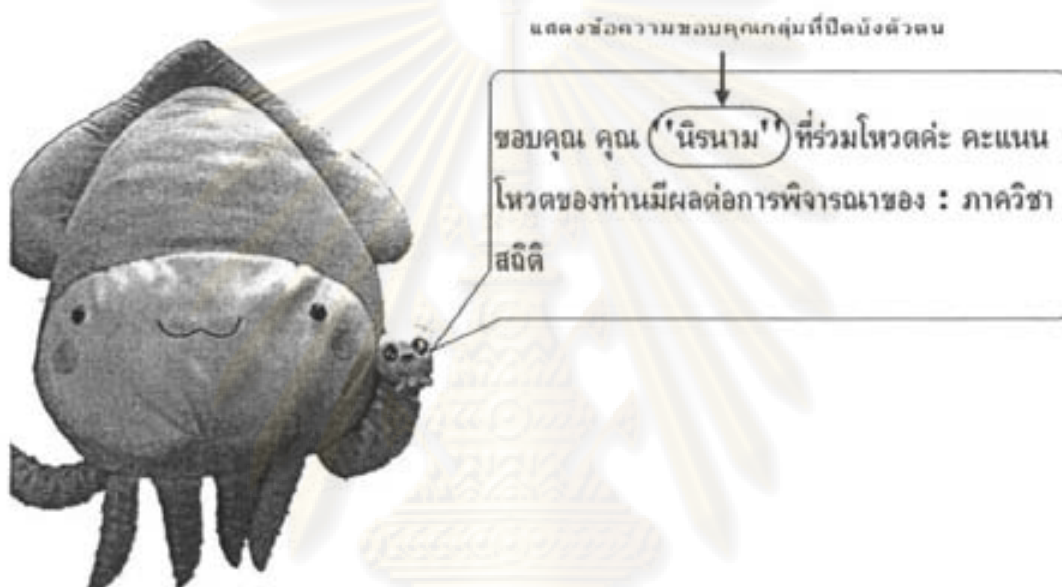 แสดงข้อความขอบคุณกลุ่มที่ปิดบังตัวตน
ขอบคุณ คุณ ''นิรนาม'' ที่ร่วมโหวตค่ะ คะแนน
โหวตของท่านมีผลต่อการพิจารณาของ : ภาควิชา
สถิติ